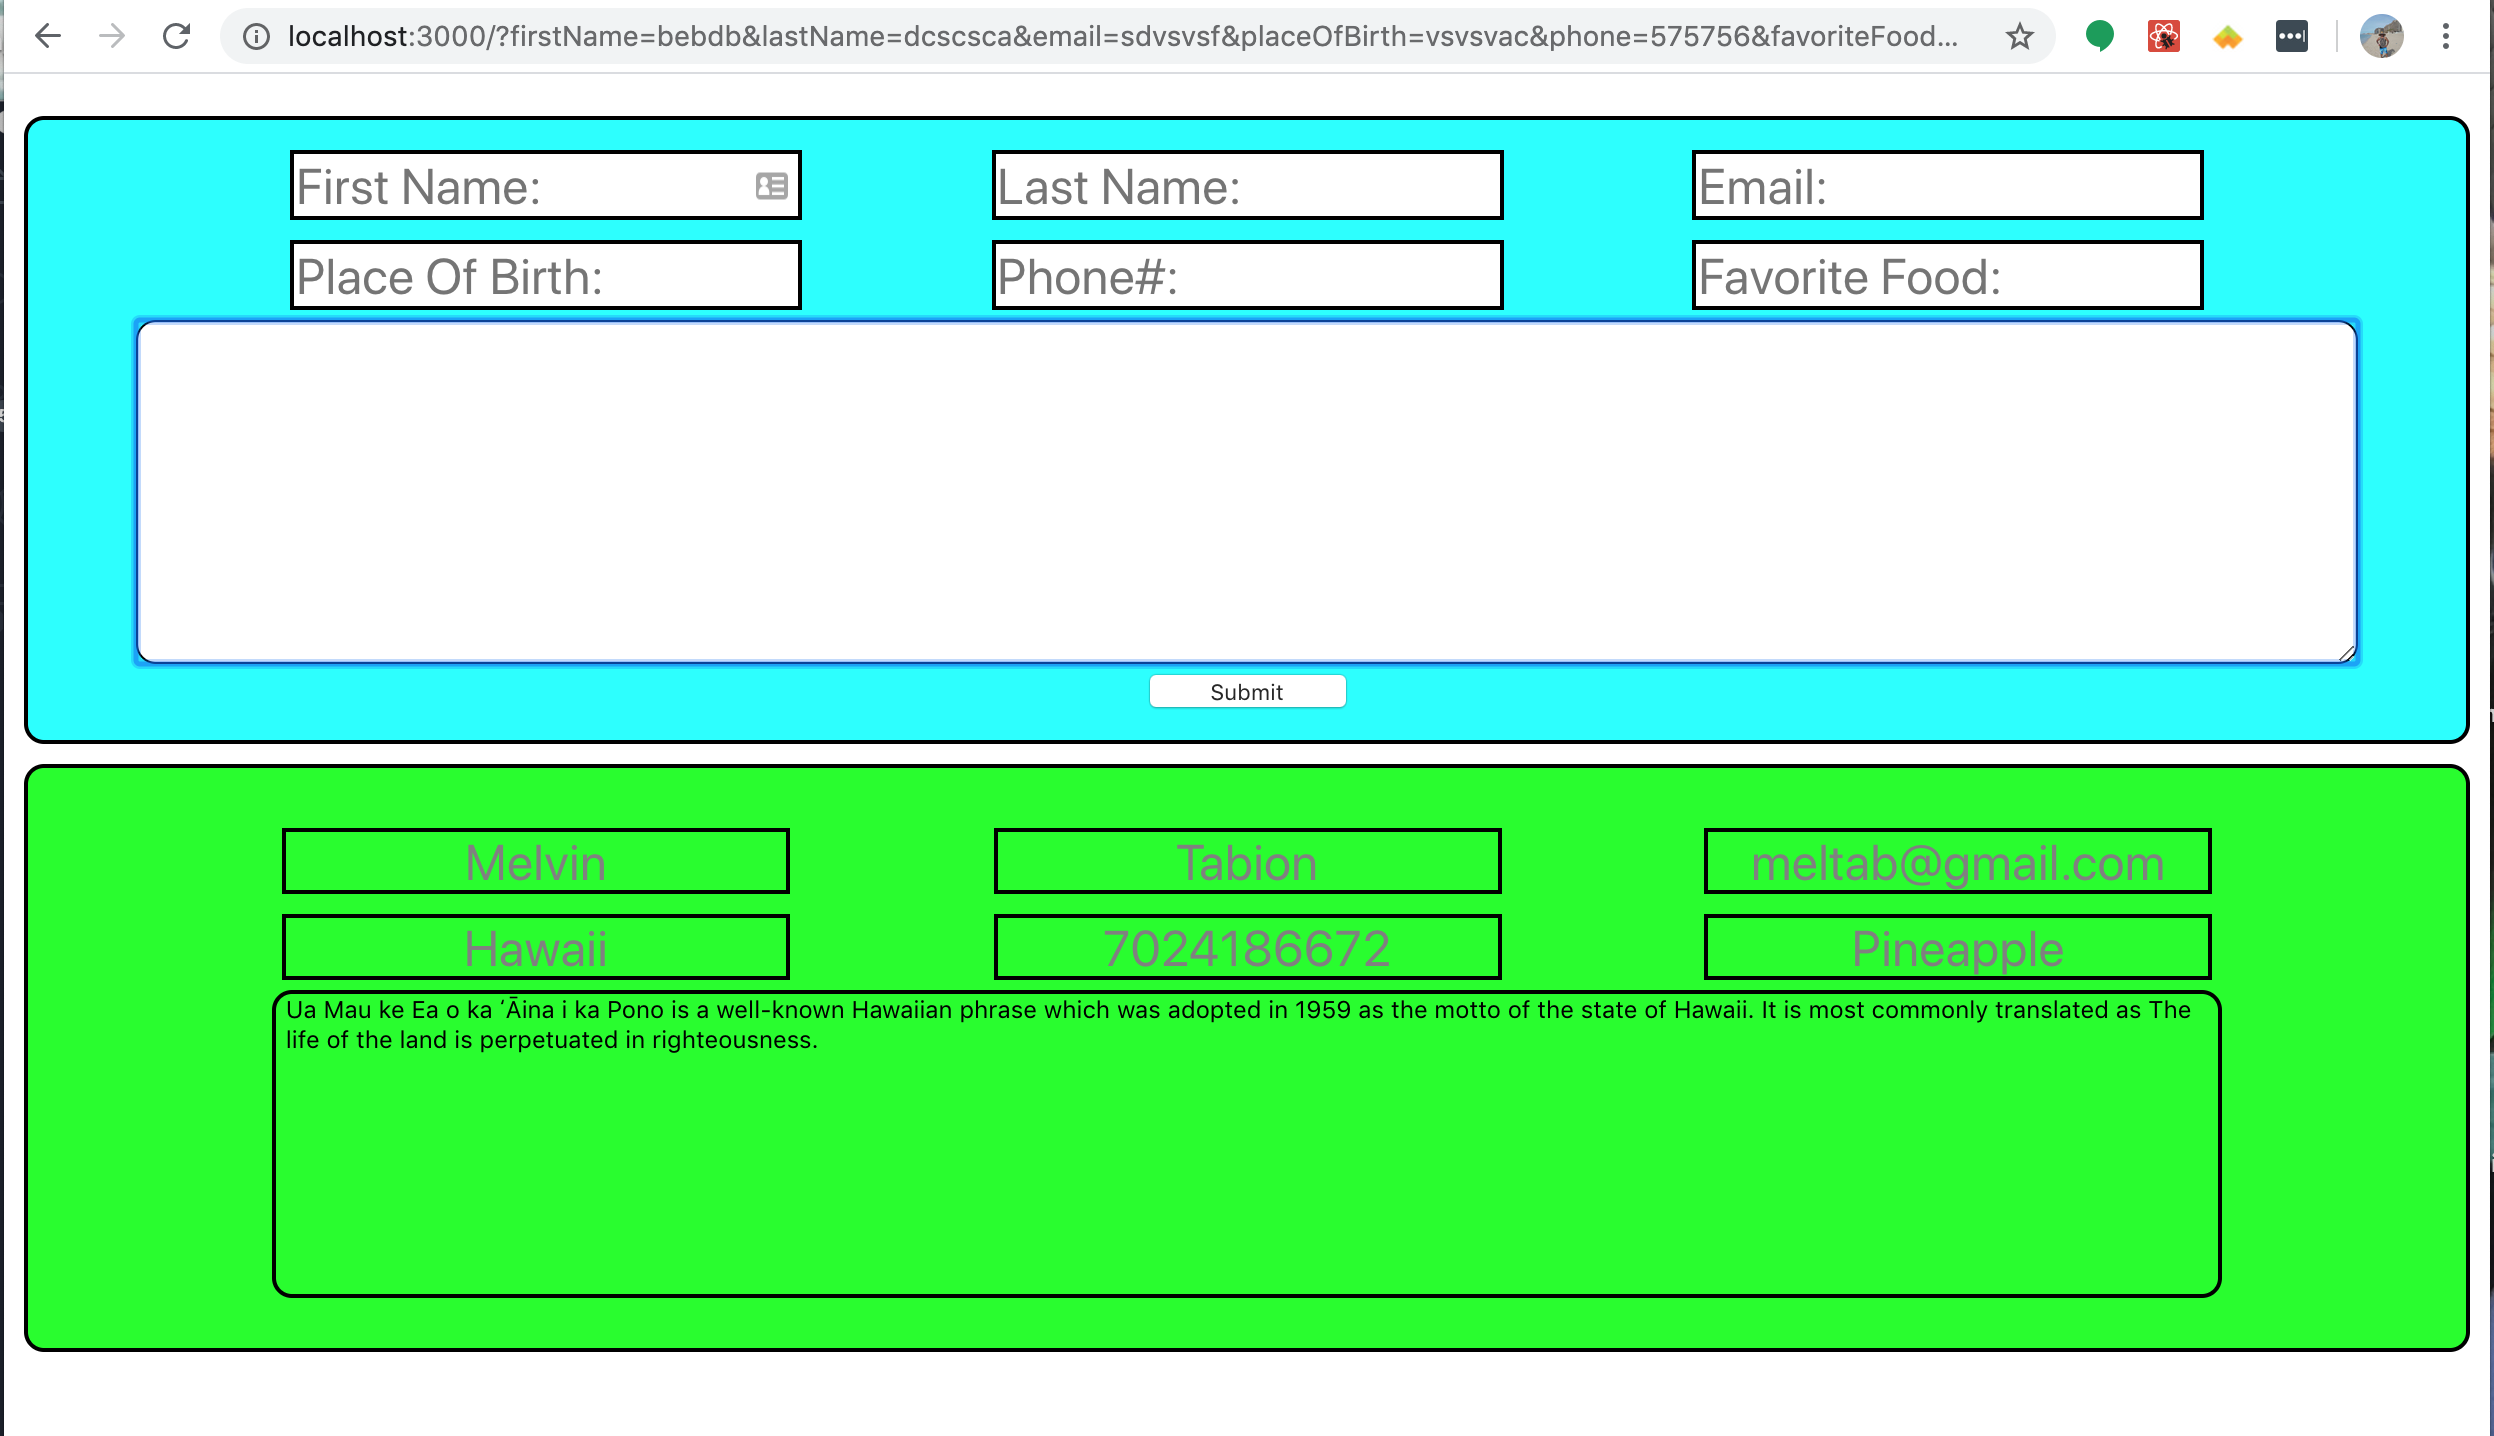 localhost:3000/?firstName=bebdb&lastName=dcscsca&email=sdvsvsf&placeOfBirth=vsvsvac&phone=575756&favoriteFood...
First Name: Last Name: Email:
Place Of Birth: Phone#: Favorite Food:
Submit
Melvin Tabion meltab@gmail.com
Hawaii 7024186672 Pineapple
Ua Mau ke Ea o ka ʻĀina i ka Pono is a well-known Hawaiian phrase which was adopted in 1959 as the motto of the state of Hawaii. It is most commonly translated as The
life of the land is perpetuated in righteousness.